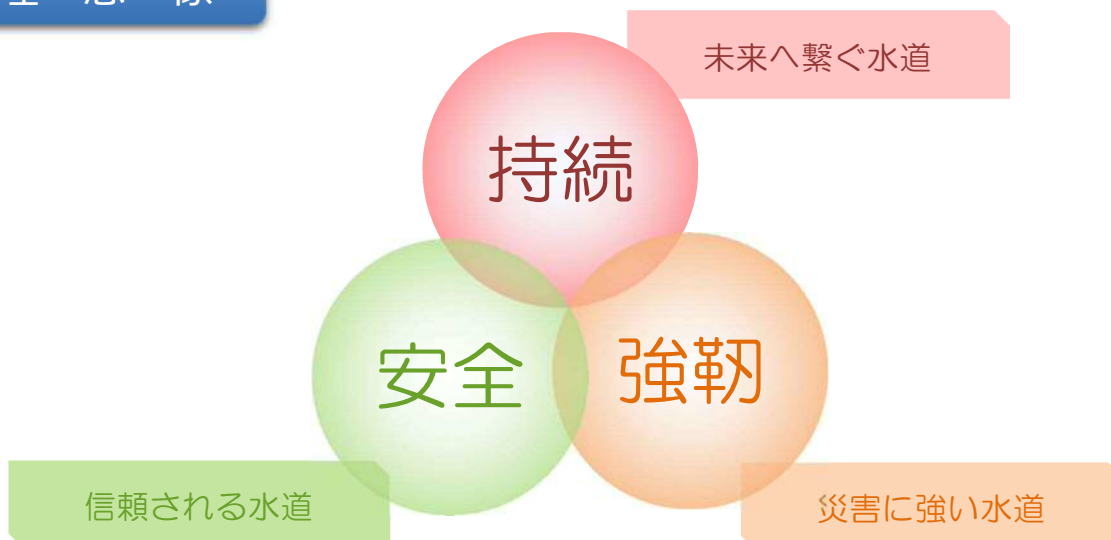 未来へ繋ぐ水道
持続
安全
強靭
信頼される水道
災害に強い水道